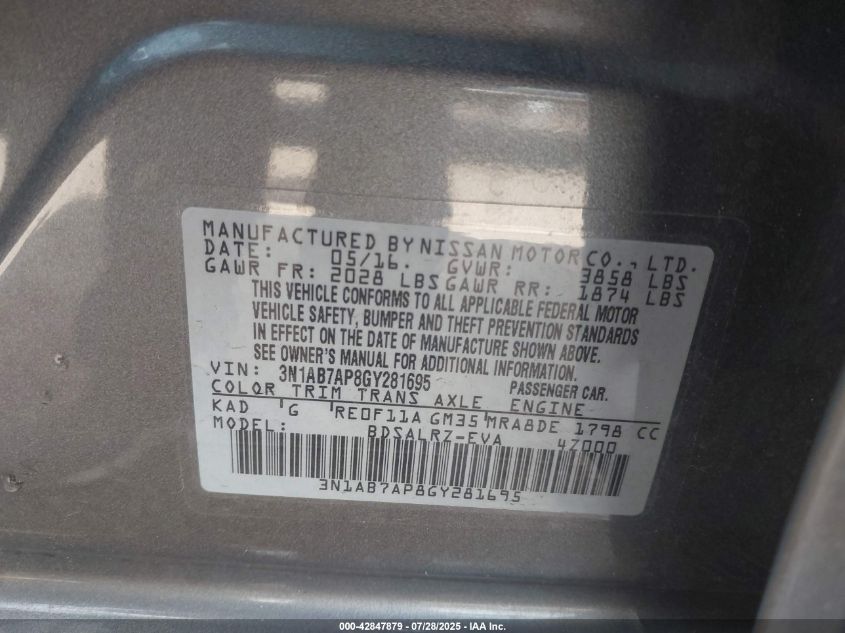 MANUFACTURED BY NISSAN MOTOR CO., LTD.
DATE: 05/16. GVWR: 3858 LBS
GAWR FR: 2028 LBS GAWR RR: 1874 LBS
THIS VEHICLE CONFORMS TO ALL APPLICABLE FEDERAL MOTOR
VEHICLE SAFETY, BUMPER AND THEFT PREVENTION STANDARDS
IN EFFECT ON THE DATE OF MANUFACTURE SHOWN ABOVE.
SEE OWNER'S MANUAL FOR ADDITIONAL INFORMATION.
VIN: 3N1AB7AP8GY281695 PASSENGER CAR.
COLOR TRIM TRANS AXLE ENGINE
KAD G RE0F11A GM35 MRA8DE 1798 CC
MODEL: BDSALRZ-EVA 47000
3N1AB7AP8GY281695
000-42847879 / 07/28/2025 - IAA Inc.